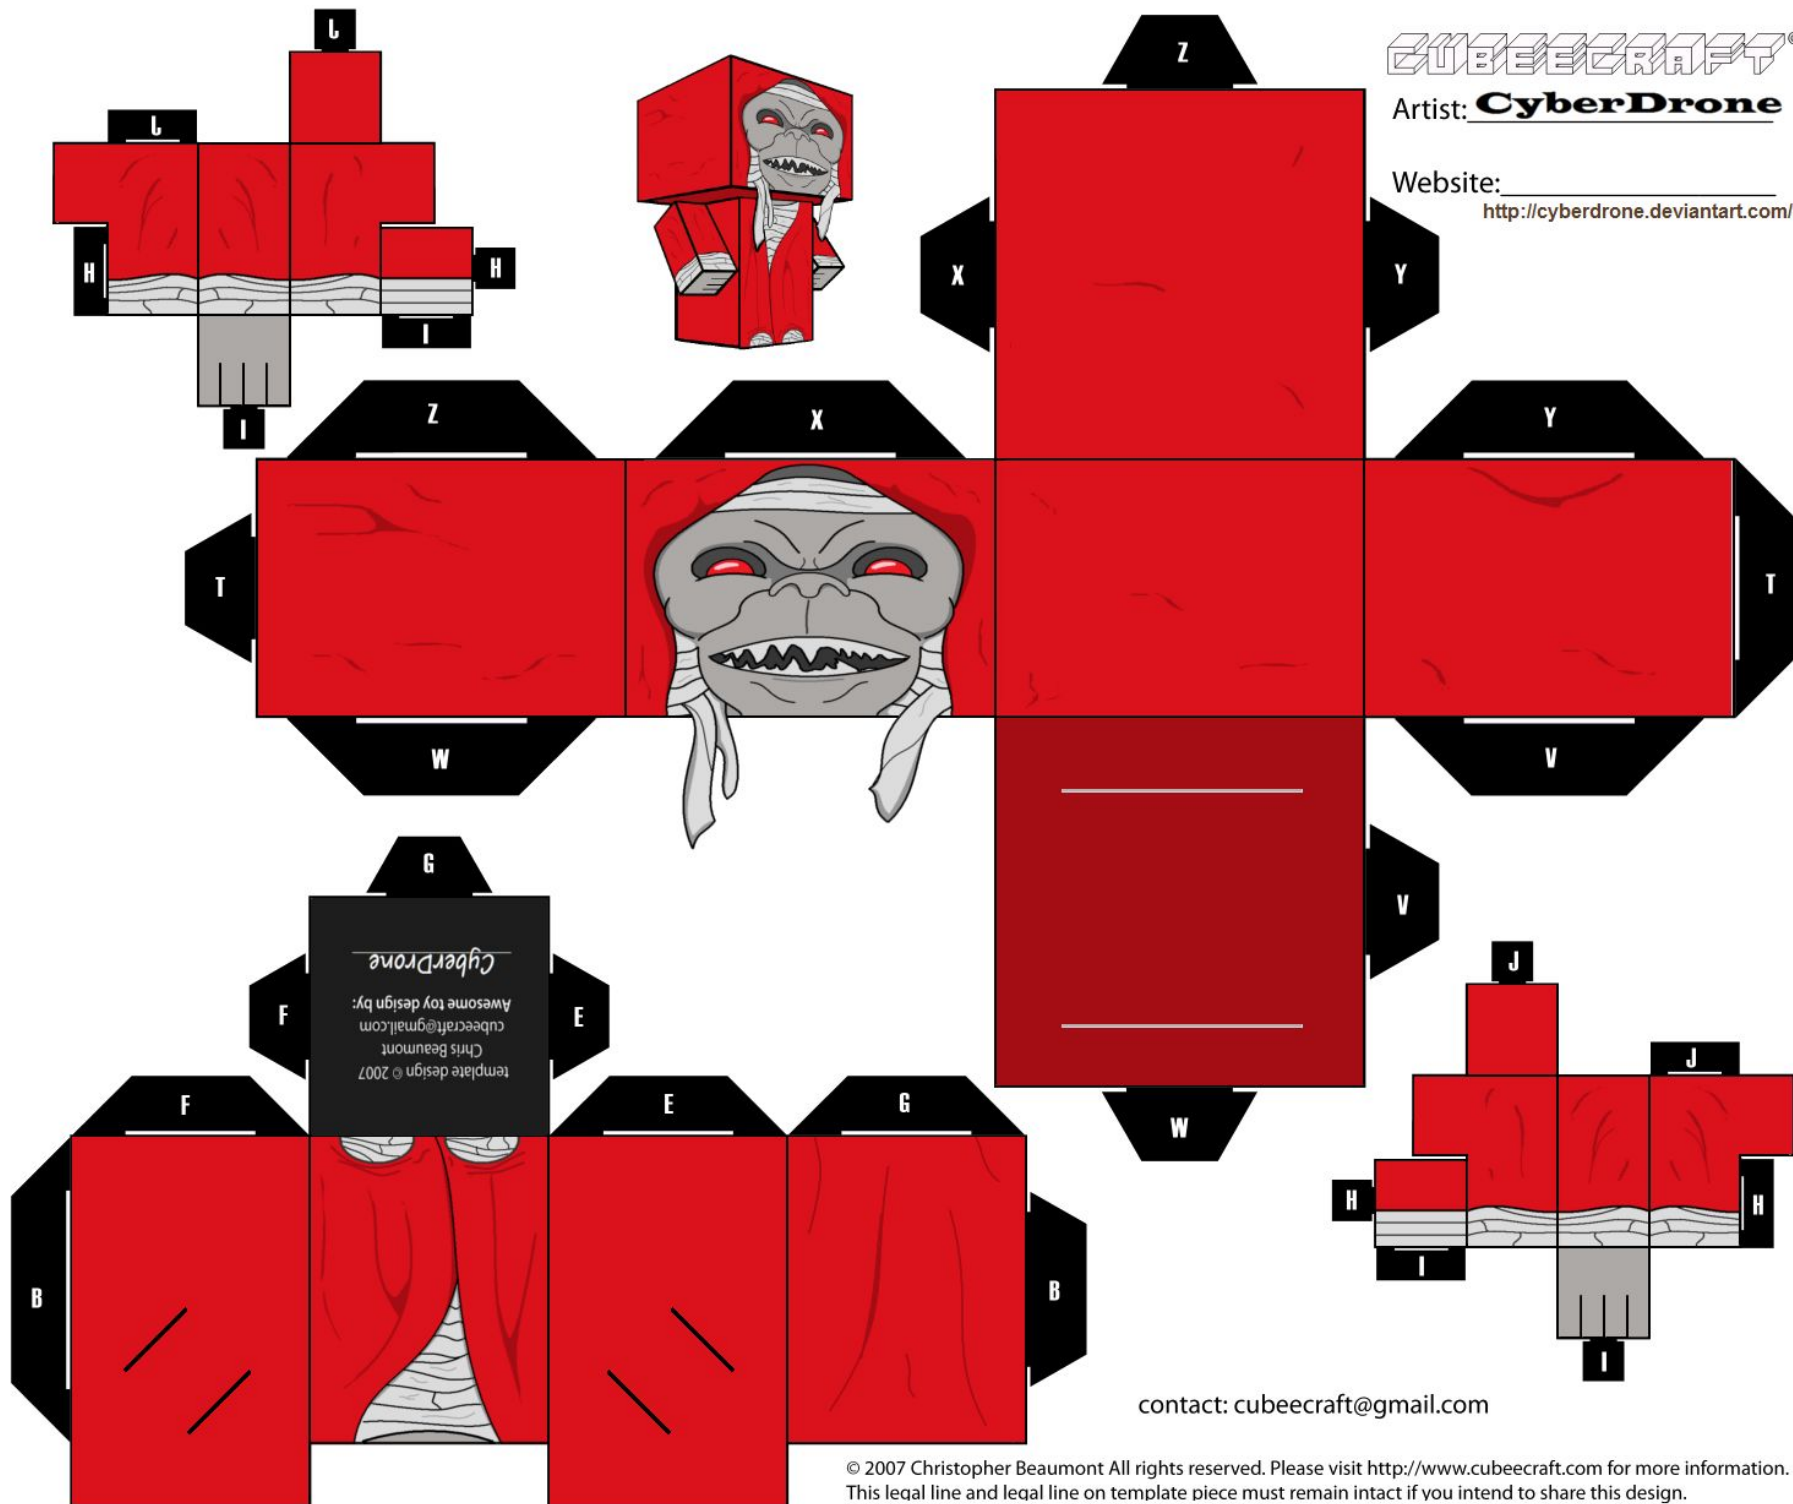 CUBEECRAFT
Artist: CyberDrone
Website:
http://cyberdrone.deviantart.com/
J
J
H
H
I
I
Z
X
Y
Z
X
Y
T
T
W
V
V
W
G
F
E
template design © 2007
Chris Beaumont
cubeecraft@gmail.com
Awesome toy design by:
CyberDrone
F
E
G
B
B
J
J
H
H
I
I
contact: cubeecraft@gmail.com
© 2007 Christopher Beaumont All rights reserved. Please visit http://www.cubeecraft.com for more information.
This legal line and legal line on template piece must remain intact if you intend to share this design.